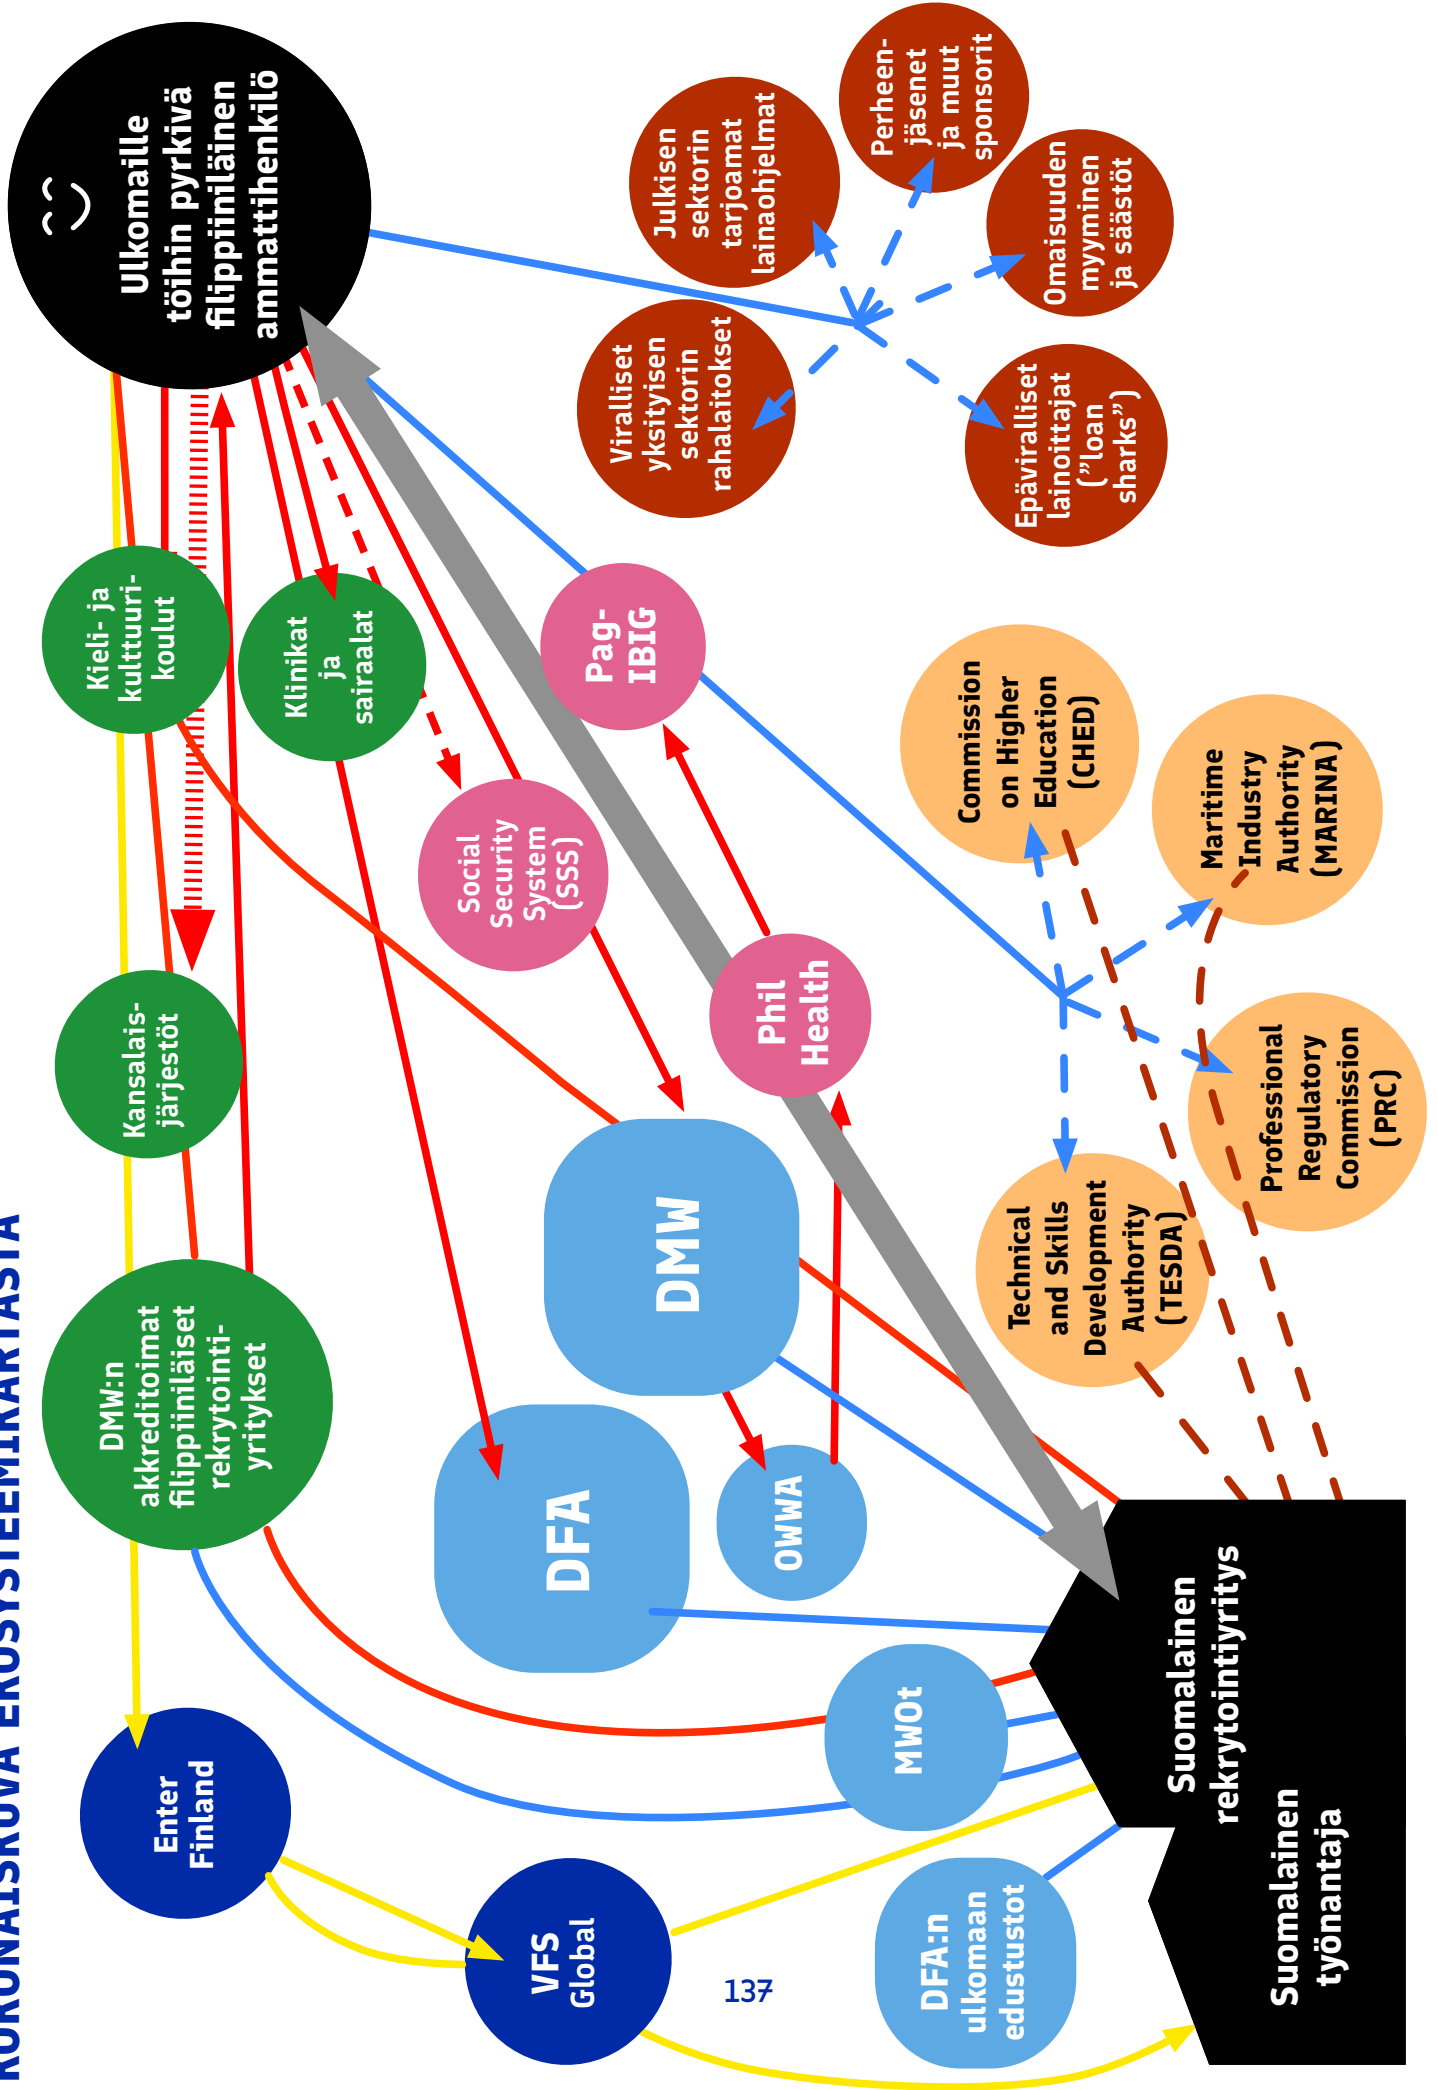 KOKONAISKUVA EKOSYSTEEMIKARTASTA
Enter
Finland
DMW:n
akkreditoimat
filippiiniläiset
rekrytointi-
yritykset
Kansalais-
järjestöt
Kieli- ja
kulttuuri-
koulut
Ulkomaille
töihin pyrkivä
filippiiniläinen
ammattihenkilö
Klinikat
ja
sairaalat
VFS
Global
DFA
Social
Security
System
(SSS)
DMW
Pag-
IBIG
Viralliset
yksityisen
sektorin
rahalaitokset
Julkisen
sektorin
tarjoamat
lainaohjelmat
OWWA
Phil
Health
MWOt
Perheen-
jäsenet
ja muut
sponsorit
DFA:n
ulkomaan
edustustot
Commission
on Higher
Education
(CHED)
Epäviralliset
lainoittajat
("loan
sharks")
Omaisuuden
myyminen
ja säästöt
Technical
and Skills
Development
Authority
(TESDA)
Maritime
Industry
Authority
(MARINA)
Professional
Regulatory
Commission
(PRC)
Suomalainen
rekrytointiyritys
Suomalainen
työnantaja
137